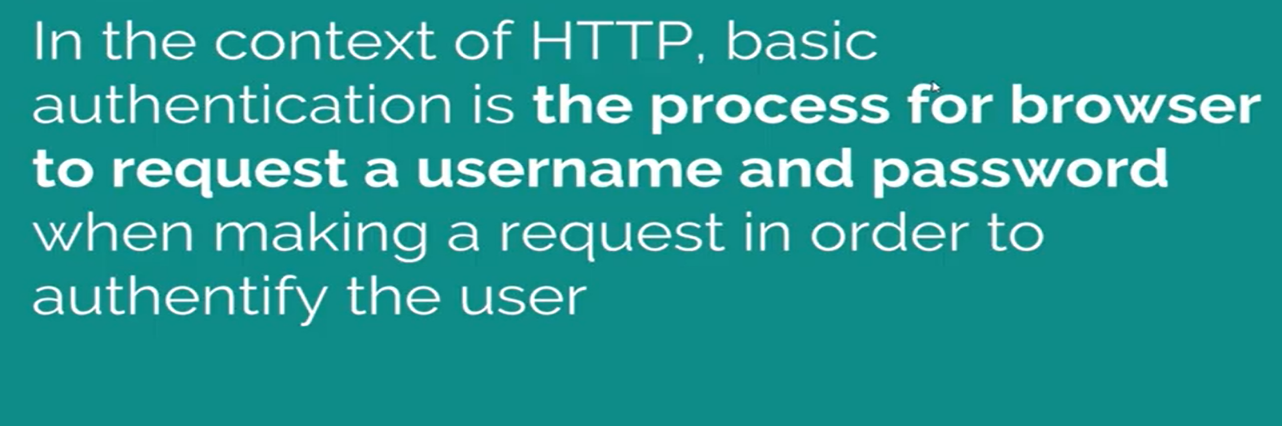 In the context of HTTP, basic
authentication is the process for browser
to request a username and password
when making a request in order to
authentify the user